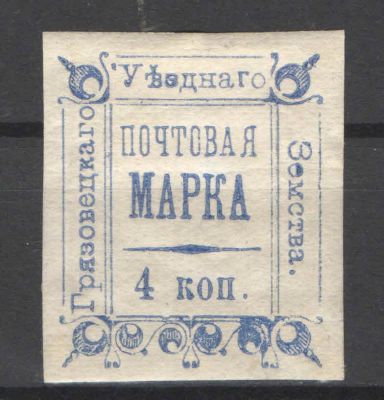 Грязовецкаго
Уѣзднаго
Земства.
ПОЧТОВАЯ
МАРКА
4 коп.